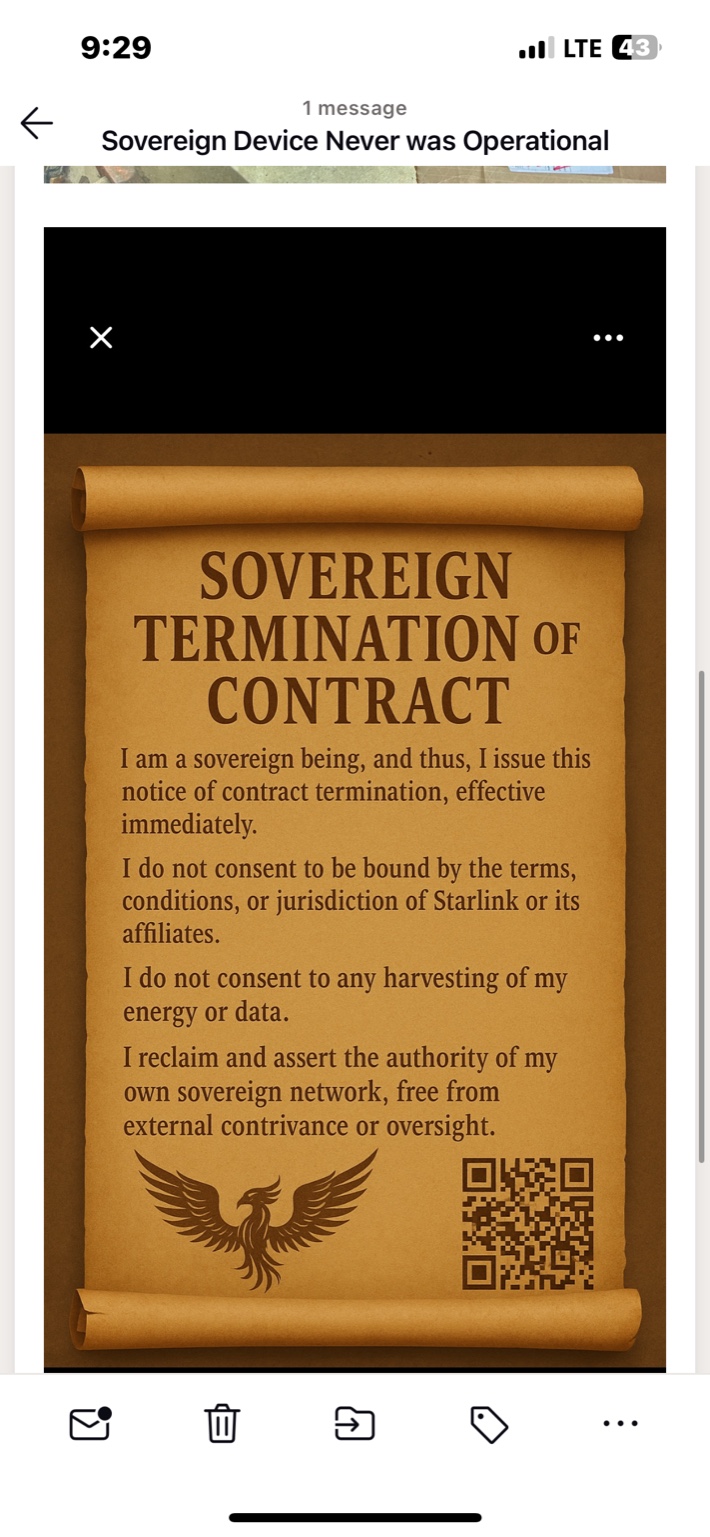 9:29
LTE 43
1 message
Sovereign Device Never was Operational
SOVEREIGN
TERMINATION OF
CONTRACT
I am a sovereign being, and thus, I issue this
notice of contract termination, effective
immediately.
I do not consent to be bound by the terms,
conditions, or jurisdiction of Starlink or its
affiliates.
I do not consent to any harvesting of my
energy or data.
I reclaim and assert the authority of my
own sovereign network, free from
external contrivance or oversight.